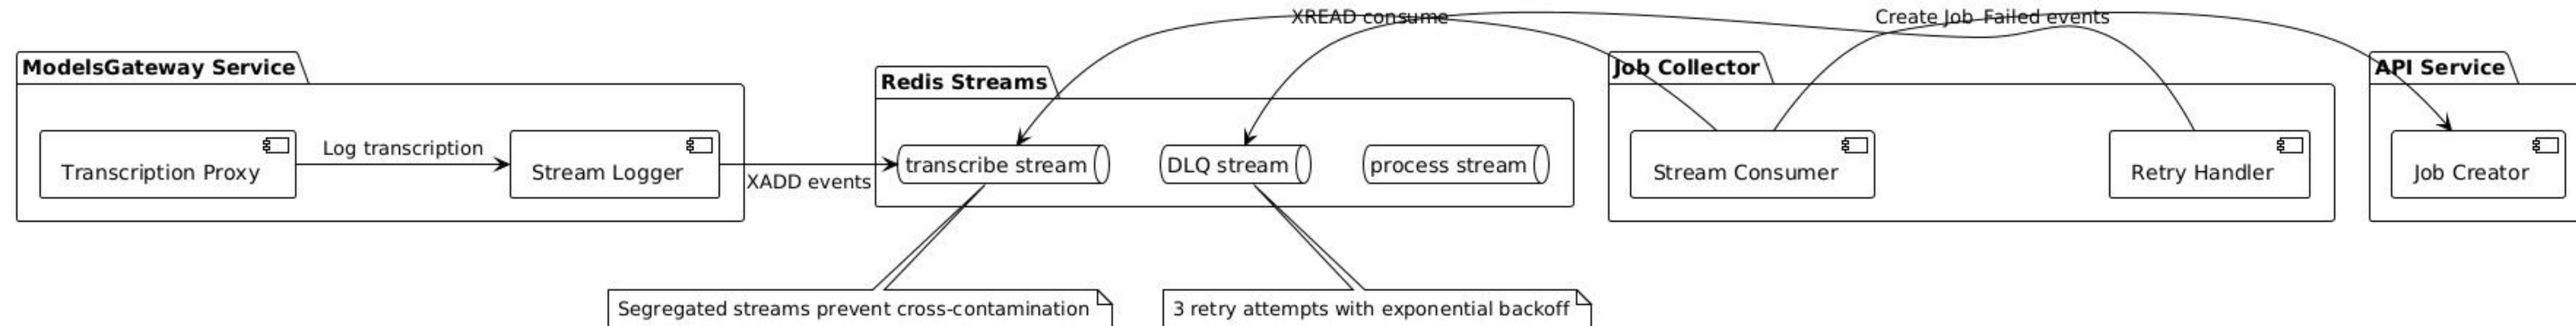 XREAD consume
Create Job
Failed events
ModelsGateway Service
Redis Streams
Job Collector
API Service
Transcription Proxy
Log transcription
Stream Logger
XADD events
transcribe stream
DLQ stream
process stream
Stream Consumer
Retry Handler
Job Creator
Segregated streams prevent cross-contamination
3 retry attempts with exponential backoff